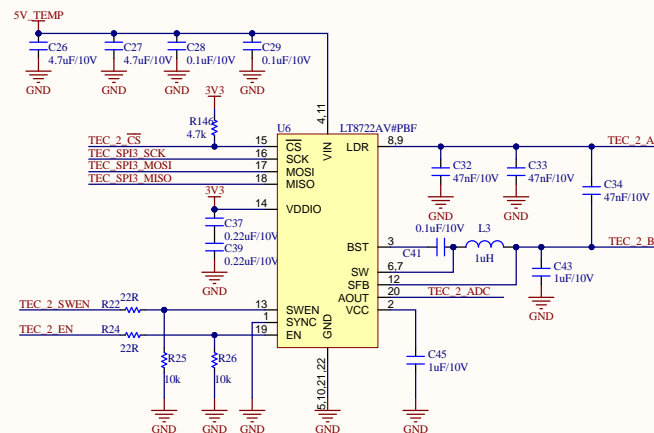 5V_TEMP
C26
4.7uF/10V
C27
4.7uF/10V
C28
0.1uF/10V
C29
0.1uF/10V
GND
GND
GND
GND
3V3
R146
4.7k
U6
LT8722AV#PBF
4,11
VIN
TEC_2_CS
15
CS
TEC_SPI3_SCK
16
SCK
TEC_SPI3_MOSI
17
MOSI
TEC_SPI3_MISO
18
MISO
LDR
8,9
TEC_2_A
C32
47nF/10V
C33
47nF/10V
C34
47nF/10V
GND
GND
3V3
14
VDDIO
C37
0.22uF/10V
C39
0.22uF/10V
GND
0.1uF/10V
L3
BST
3
C41
1uH
TEC_2_B
SW
6,7
SFB
12
AOUT
20
TEC_2_ADC
VCC
2
C43
1uF/10V
GND
TEC_2_SWEN
22R
R22
13
SWEN
1
SYNC
TEC_2_EN
R24
22R
19
EN
GND
R25
10k
R26
10k
5,10,21,22
C45
1uF/10V
GND
GND
GND
GND
GND